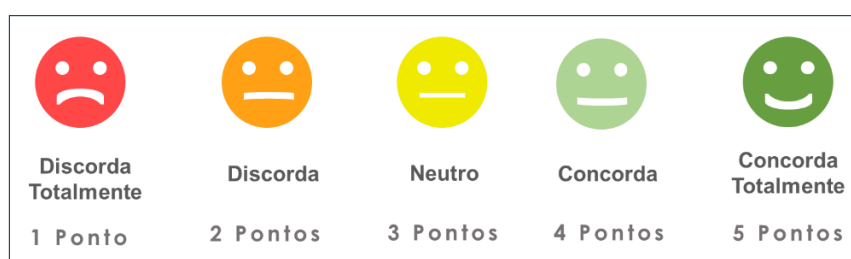 Discorda
Totalmente
1 Ponto
Discorda
2 Pontos
Neutro
3 Pontos
Concorda
4 Pontos
Concorda
Totalmente
5 Pontos